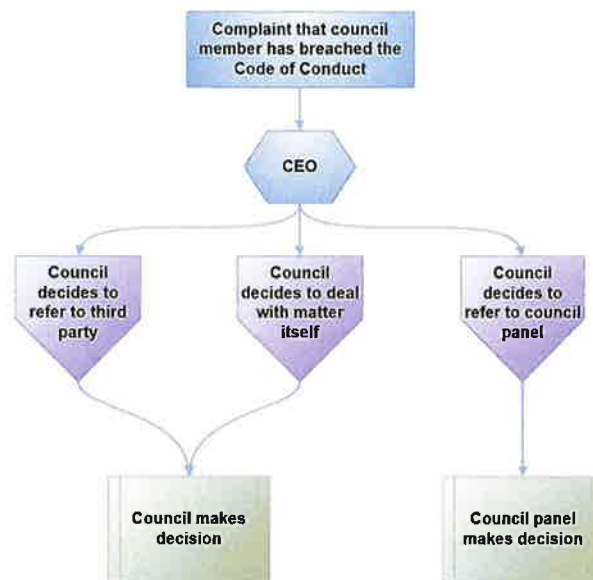 Complaint that council
member has breached the
Code of Conduct
CEO
Council
decides to
refer to third
party
Council
decides to deal
with matter
itself
Council
decides to
refer to council
panel
Council makes
decision
Council panel
makes decision